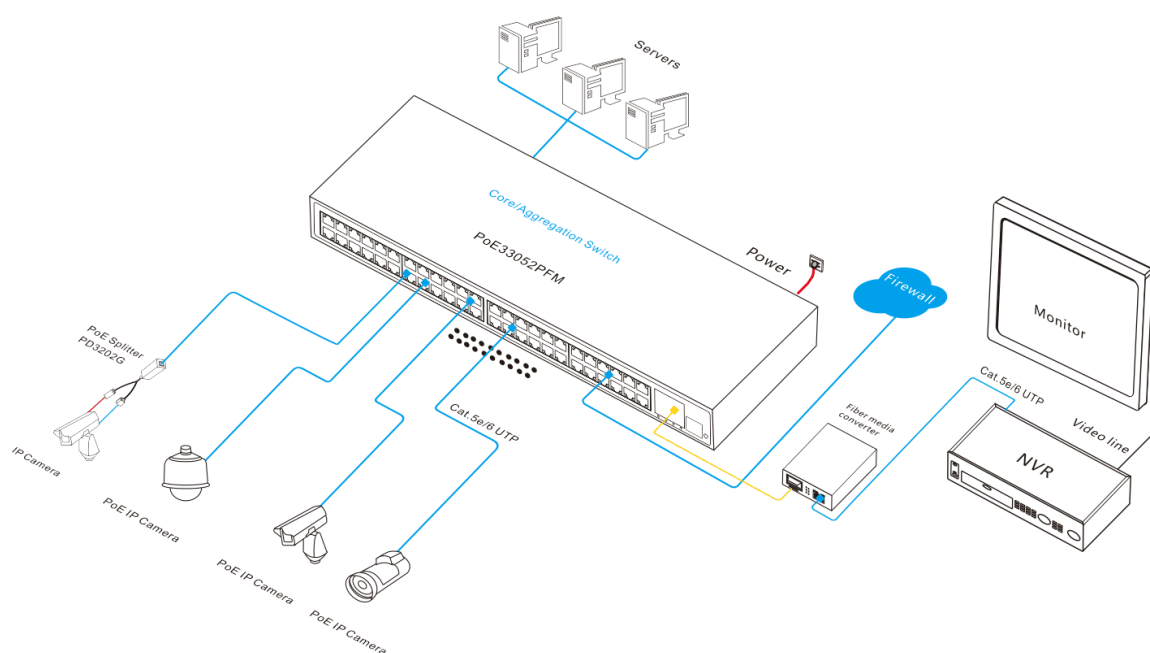 Servers
Core/Aggregation Switch
PoE33052PFM
Power
Firewall
Monitor
PoE Splitter
PD3202G
Cat.5e/6 UTP
Cat.5e/6 UTP
Fiber media
converter
Video line
NVR
IP Camera
PoE IP Camera
PoE IP Camera
PoE IP Camera